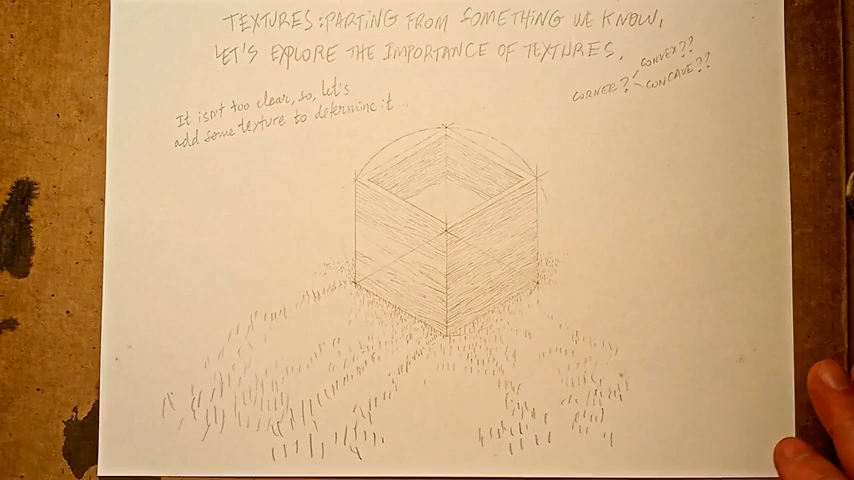 TEXTURES: PARTING FROM SOMETHING WE KNOW,
LET'S EXPLORE THE IMPORTANCE OF TEXTURES.
CORNER? CONVEX??
CONCAVE??
It isn't too clear, so, let's
add some texture to determine it...